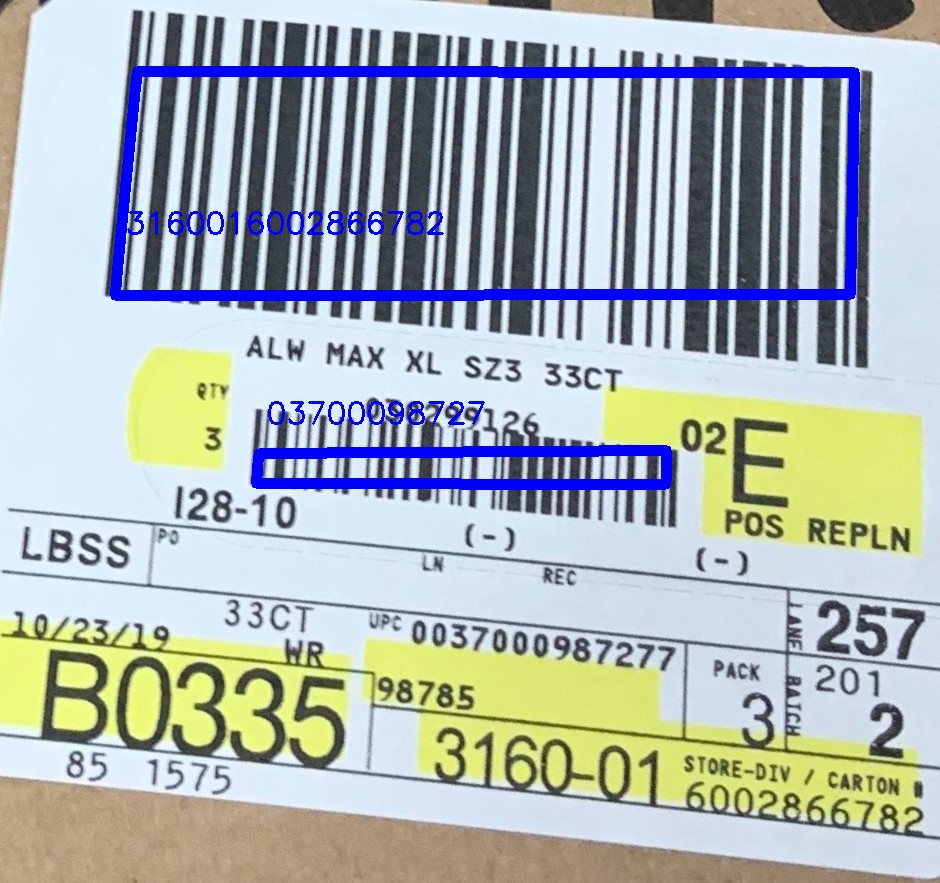 3160016002866782
ALW MAX XL SZ3 33CT
QTY
3
03700098727
02 E
POS REPLN
I28-10
(-)
(-)
LBSS
PO
LN
REC
LANE
257
33CT
UPC 0037000987277
10/23/19
WR
PACK
3
BATCH
201
2
B0335
98785
3160-01
STORE-DIV / CARTON #
6002866782
85 1575